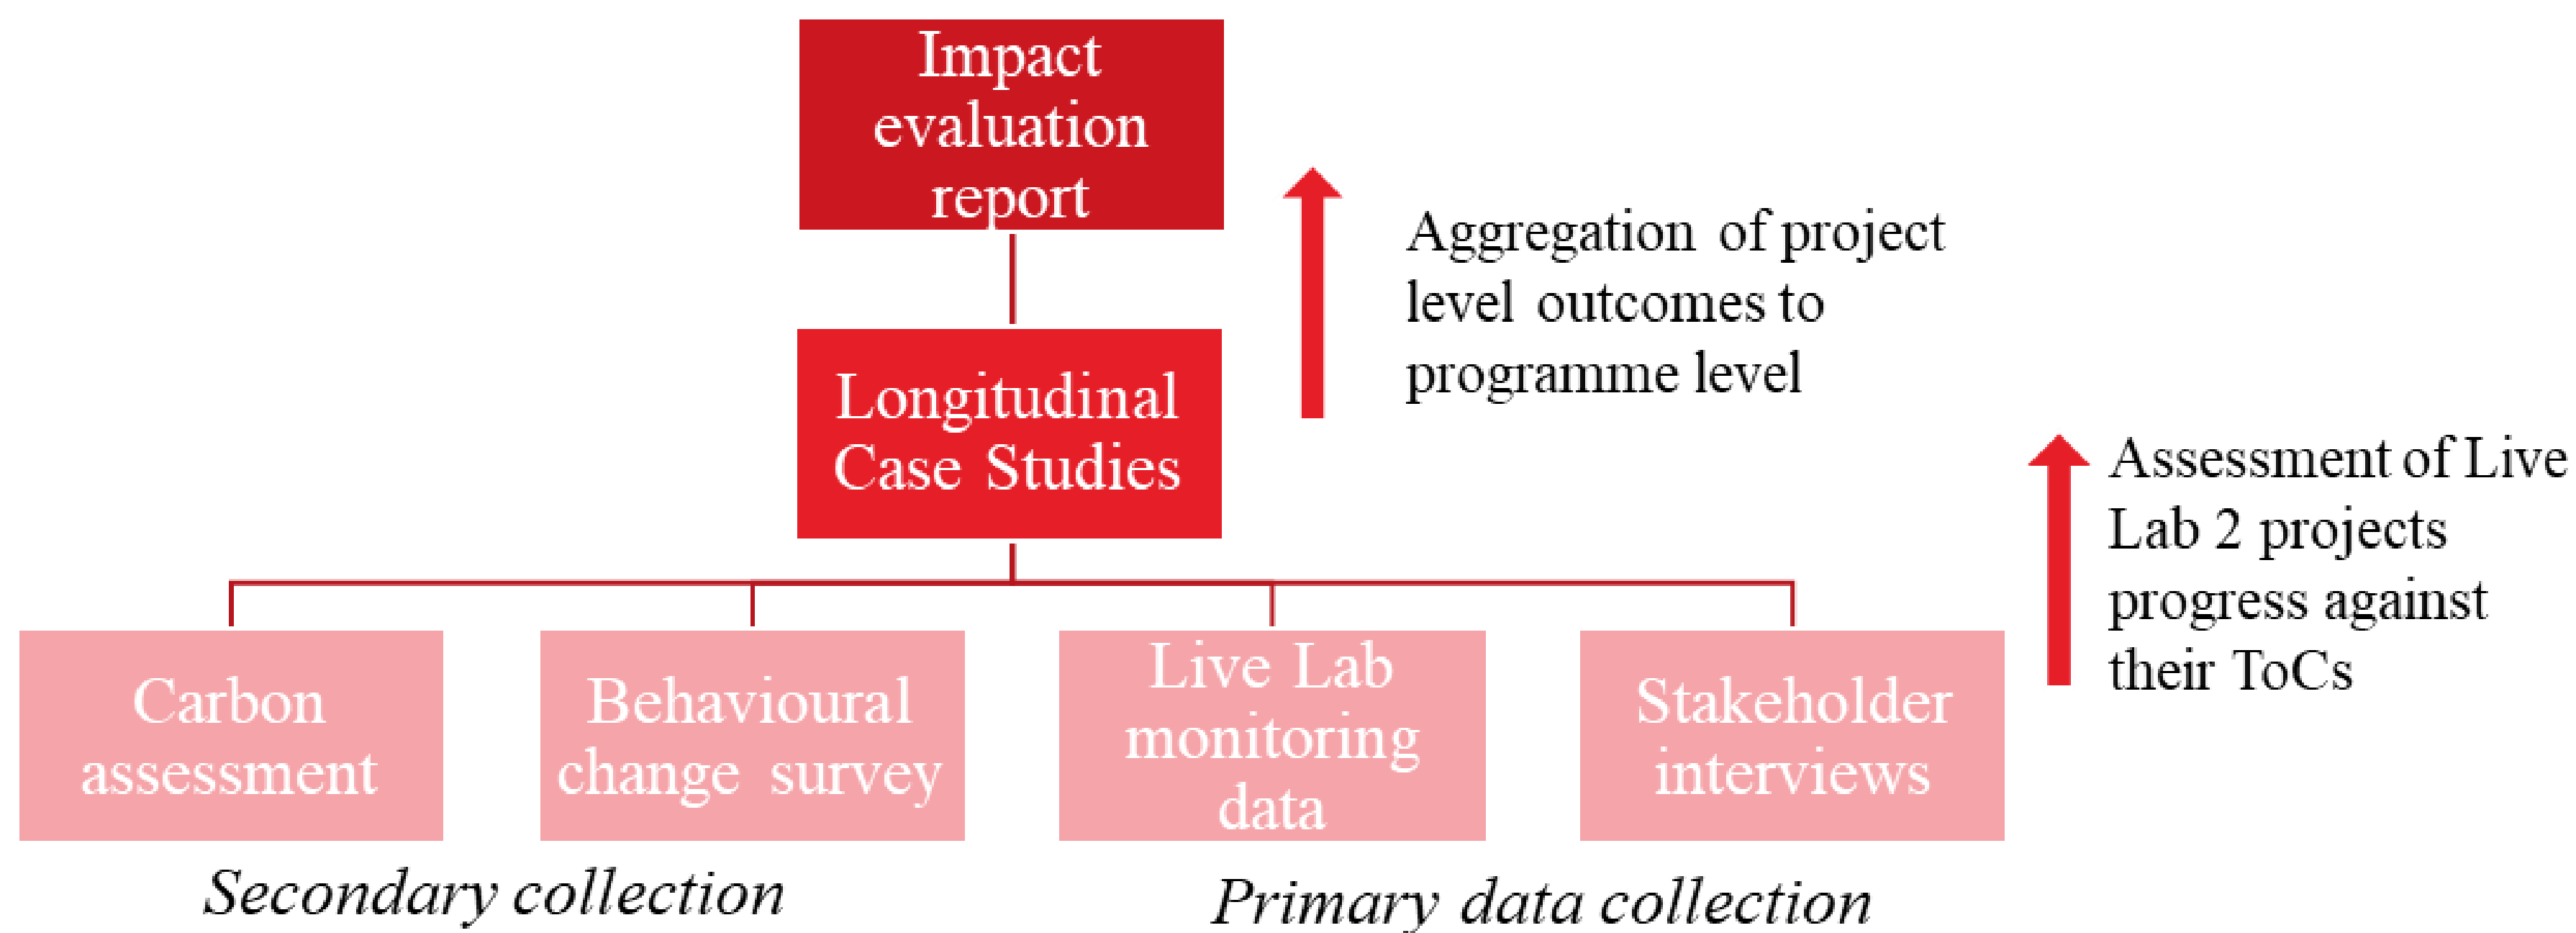 Impact
evaluation
report
Aggregation of project
level outcomes to
programme level
Longitudinal
Case Studies
Assessment of Live
Lab 2 projects
progress against
their ToCs
Carbon
assessment
Behavioural
change survey
Live Lab
monitoring
data
Stakeholder
interviews
Secondary collection
Primary data collection